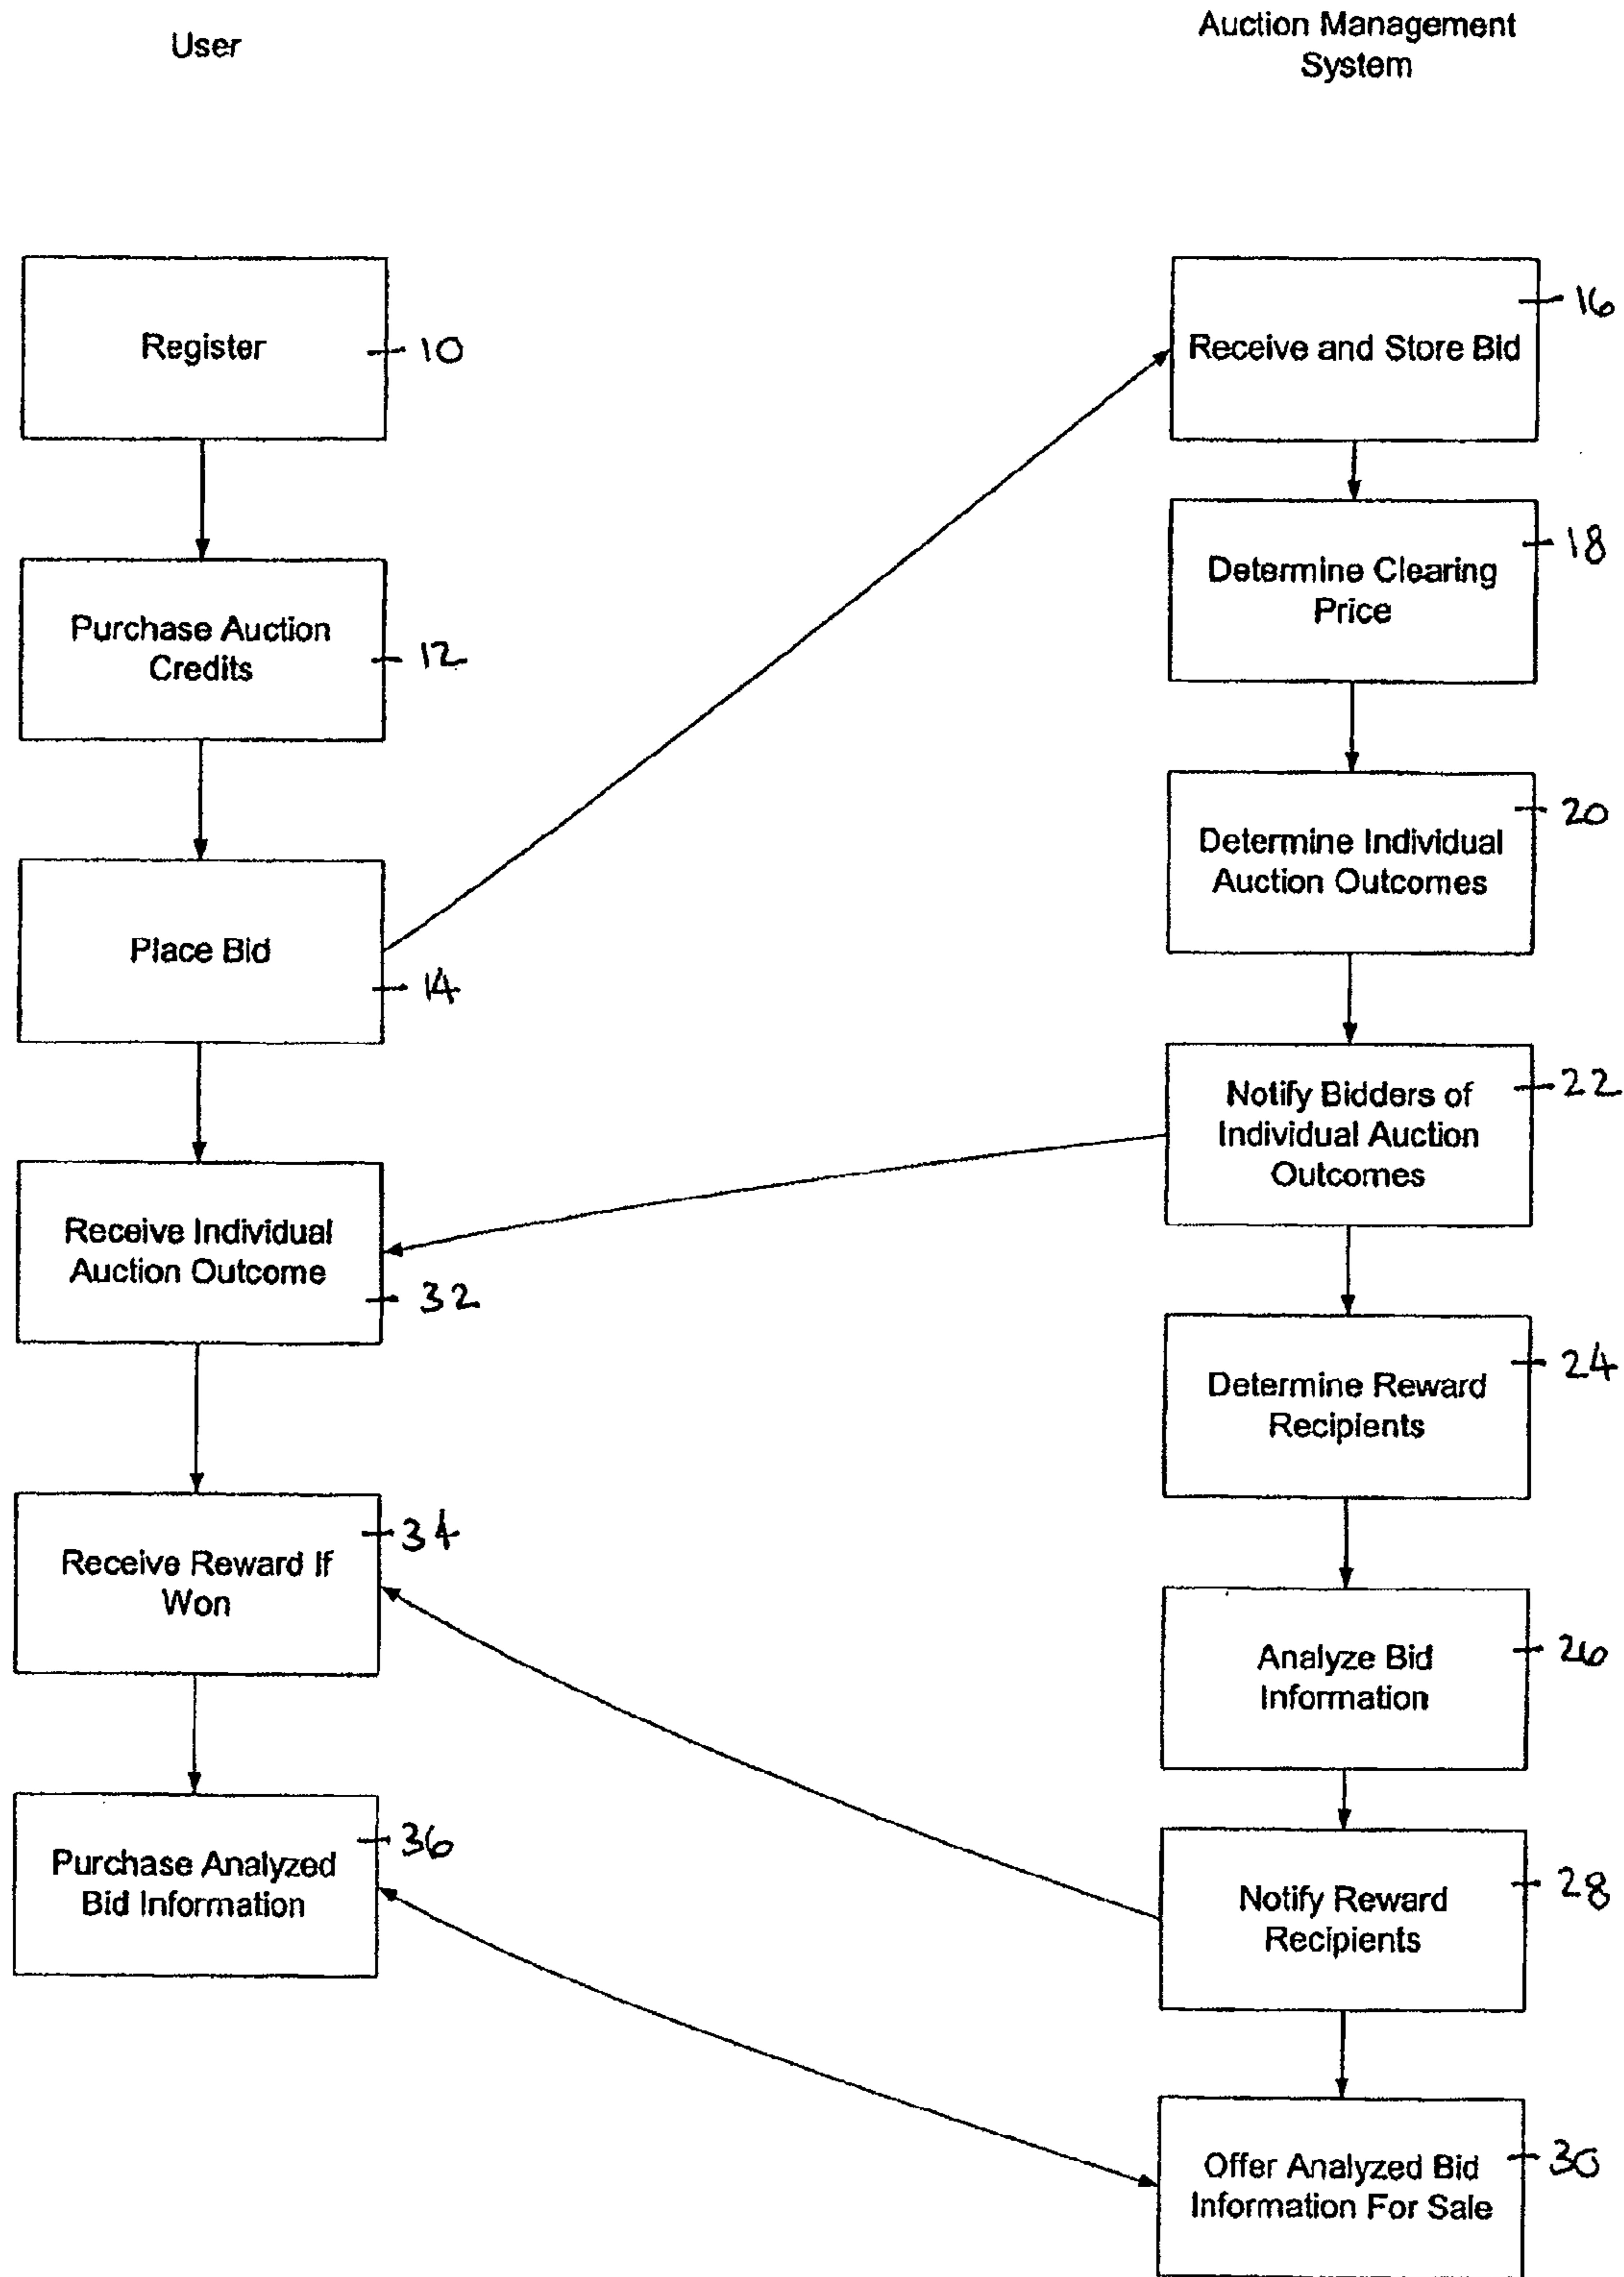 User
Auction Management
System
Register
10
Purchase Auction
Credits
12
Place Bid
14
Receive Individual
Auction Outcome
32
Receive Reward If
Won
34
Purchase Analyzed
Bid Information
36
Receive and Store Bid
16
Determine Clearing
Price
18
Determine Individual
Auction Outcomes
20
Notify Bidders of
Individual Auction
Outcomes
22
Determine Reward
Recipients
24
Analyze Bid
Information
26
Notify Reward
Recipients
28
Offer Analyzed Bid
Information For Sale
30